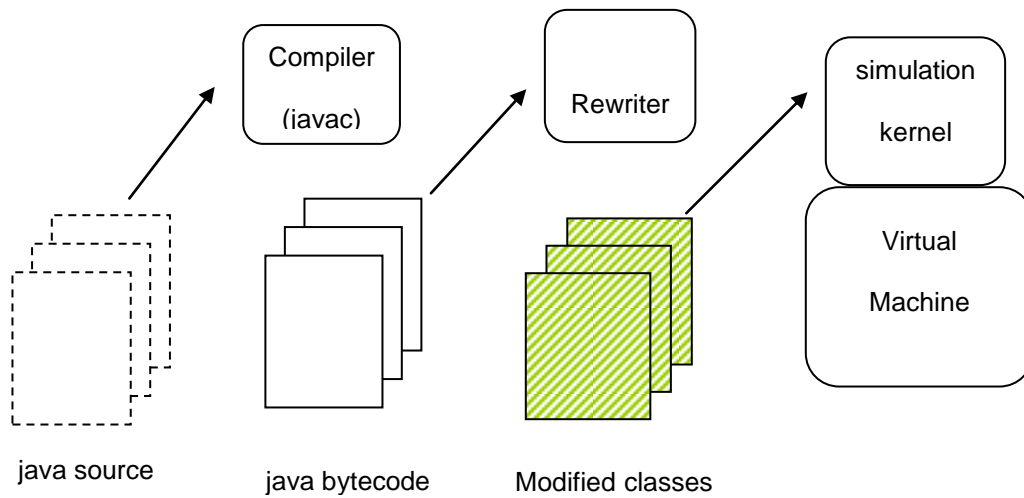 Compiler
(javac)
Rewriter
simulation
kernel
Virtual
Machine
java source
java bytecode
Modified classes